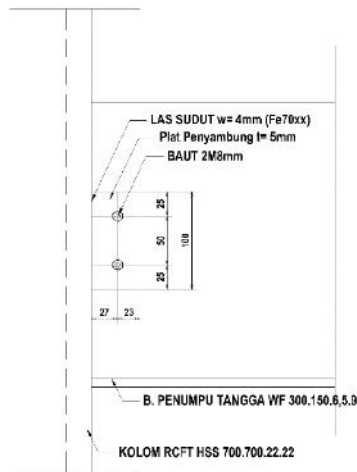 LAS SUDUT w= 4mm (Fe70xx)
Plat Penyambung t= 5mm
BAUT 2M8mm
25
50
100
25
27
23
B. PENUMPU TANGGA WF 300.150.6,5.9
KOLOM RCFT HSS 700.700.22.22